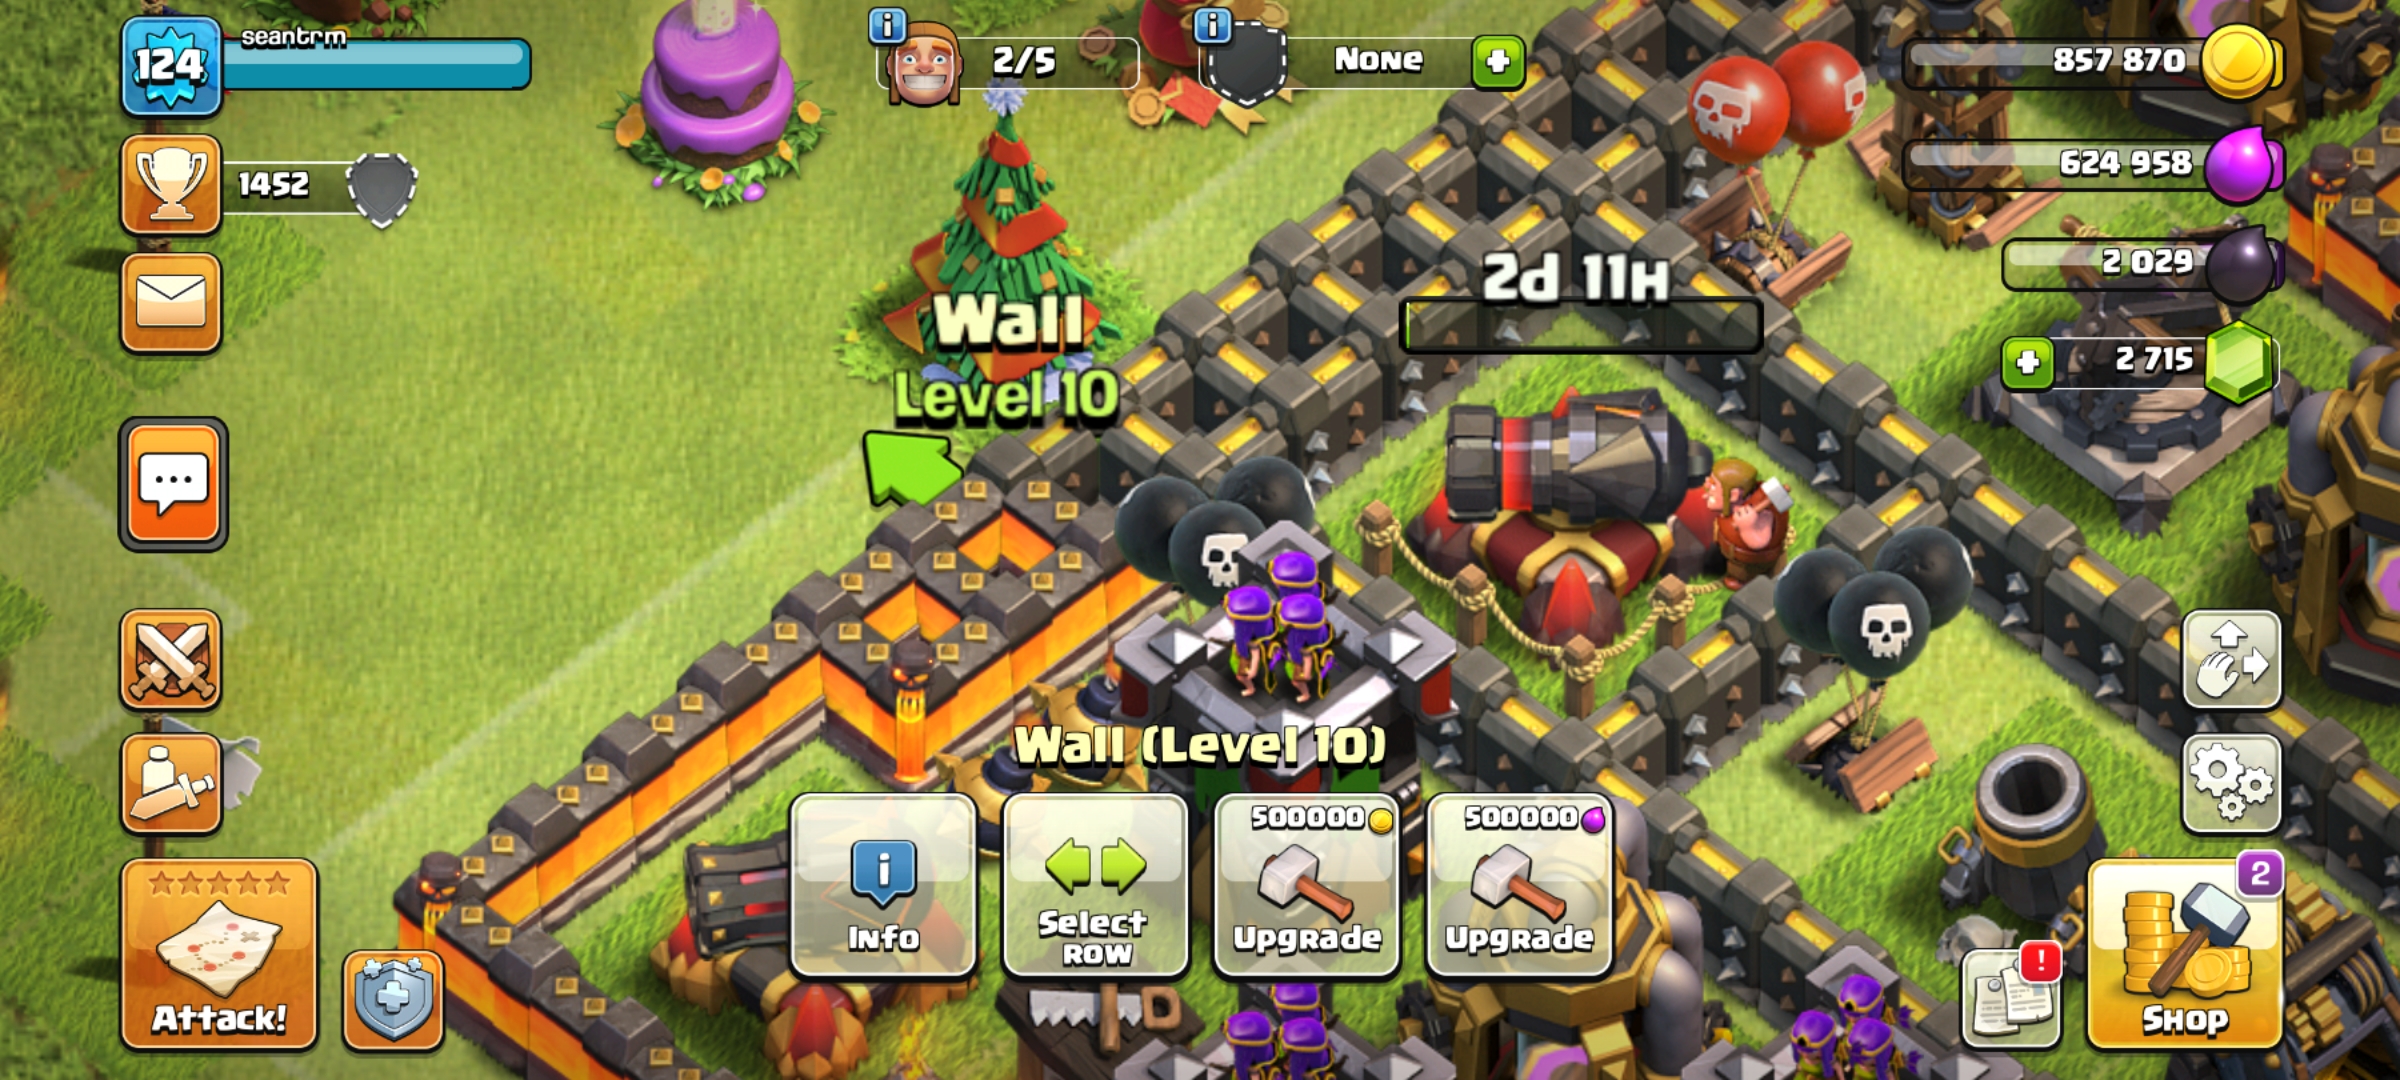 124
seantrm
2/5
None
857 870
1452
624 958
2 029
2 715
2d 11H
Wall
Level 10
Wall (Level 10)
Info
Select
Row
500000
Upgrade
500000
Upgrade
Attack!
!
2
Shop